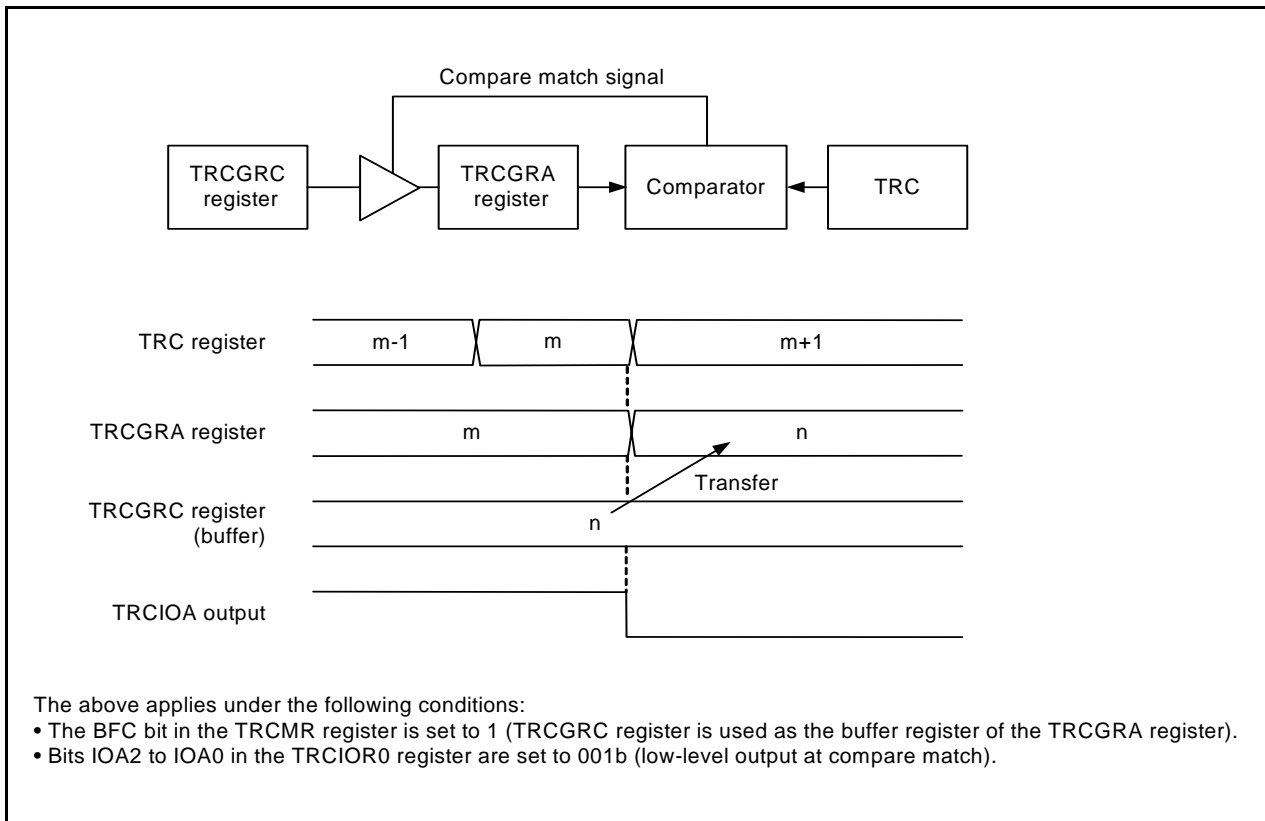 Compare match signal
TRCGRC
register
TRCGRA
register
Comparator
TRC
TRC register
m-1
m
m+1
TRCGRA register
m
n
Transfer
TRCGRC register
(buffer)
n
TRCIOA output
The above applies under the following conditions:
• The BFC bit in the TRCMR register is set to 1 (TRCGRC register is used as the buffer register of the TRCGRA register).
• Bits IOA2 to IOA0 in the TRCIOR0 register are set to 001b (low-level output at compare match).